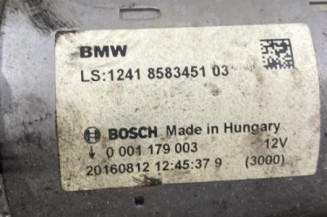 BMW
LS:1241 8583451 03
BOSCH Made in Hungary
0 001 179 003 12V
20160812 12:45:37 9 (3000)